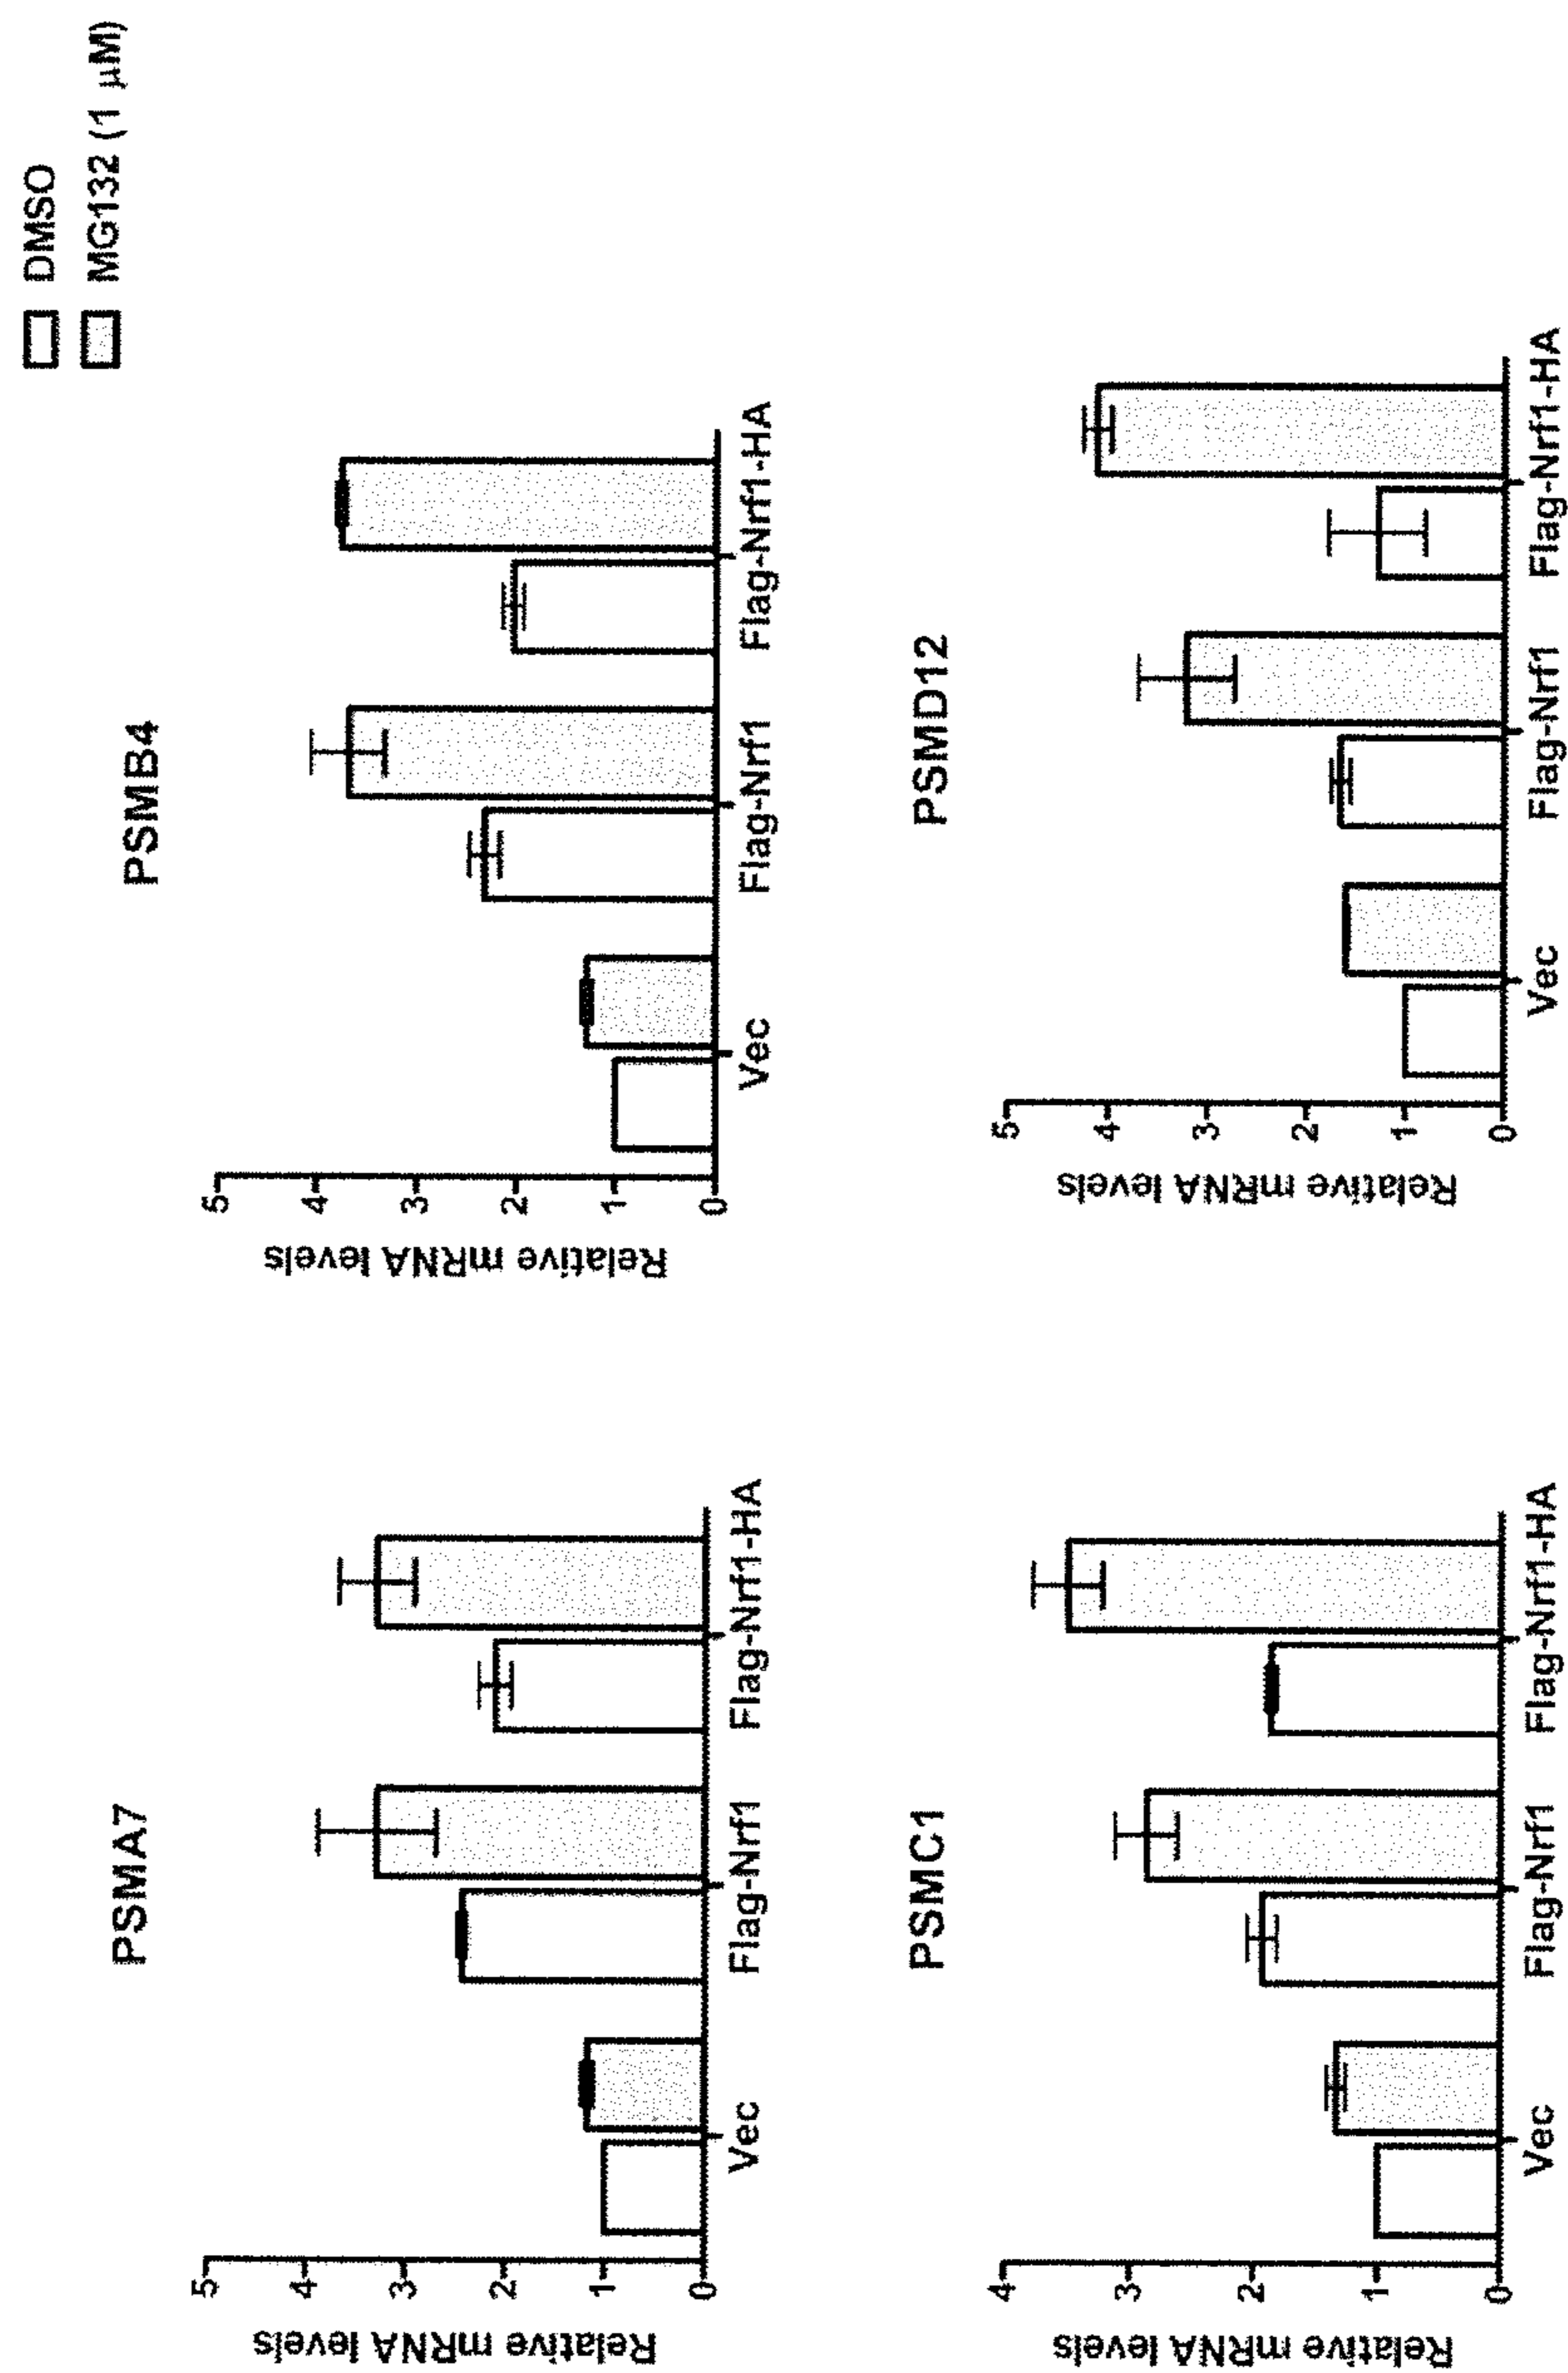 DMSO
MG132 (1 µM)
PSMA7
Relative mRNA levels
5
4
3
2
1
0
Vec
Flag-Nrf1
Flag-Nrf1-HA
PSMB4
Relative mRNA levels
5
4
3
2
1
0
Vec
Flag-Nrf1
Flag-Nrf1-HA
PSMC1
Relative mRNA levels
4
3
2
1
0
Vec
Flag-Nrf1
Flag-Nrf1-HA
PSMD12
Relative mRNA levels
5
4
3
2
1
0
Vec
Flag-Nrf1
Flag-Nrf1-HA